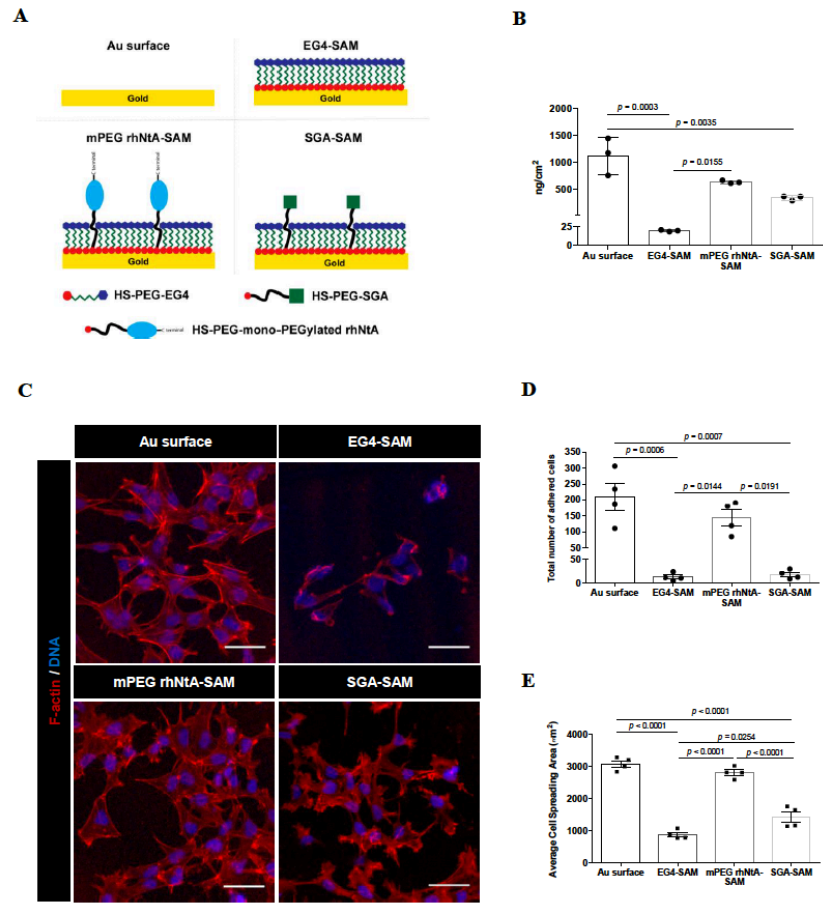 A
Au surface
EG4-SAM
Gold
Gold
mPEG rhNtA-SAM
SGA-SAM
C terminal
C terminal
Gold
Gold
HS-PEG-EG4
HS-PEG-SGA
HS-PEG-mono-PEGylated rhNtA
C terminal
B
ng/cm²
2000
1500
1000
500
25
0
p = 0.0003
p = 0.0035
p = 0.0155
Au surface
EG4-SAM
mPEG rhNtA-
SAM
SGA-SAM
C
Au surface
EG4-SAM
mPEG rhNtA-SAM
SGA-SAM
F-actin / DNA
D
Total number of adhered cells
350
300
250
200
150
100
50
50
0
p = 0.0007
p = 0.0006
p = 0.0144
p = 0.0191
Au surface
EG4-SAM
mPEG rhNtA-
SAM
SGA-SAM
E
Average Cell Spreading Area
4000
3000
2000
1000
0
p < 0.0001
p < 0.0001
p = 0.0254
p < 0.0001
p < 0.0001
Au surface
EG4-SAM
mPEG rhNtA-
SAM
SGA-SAM